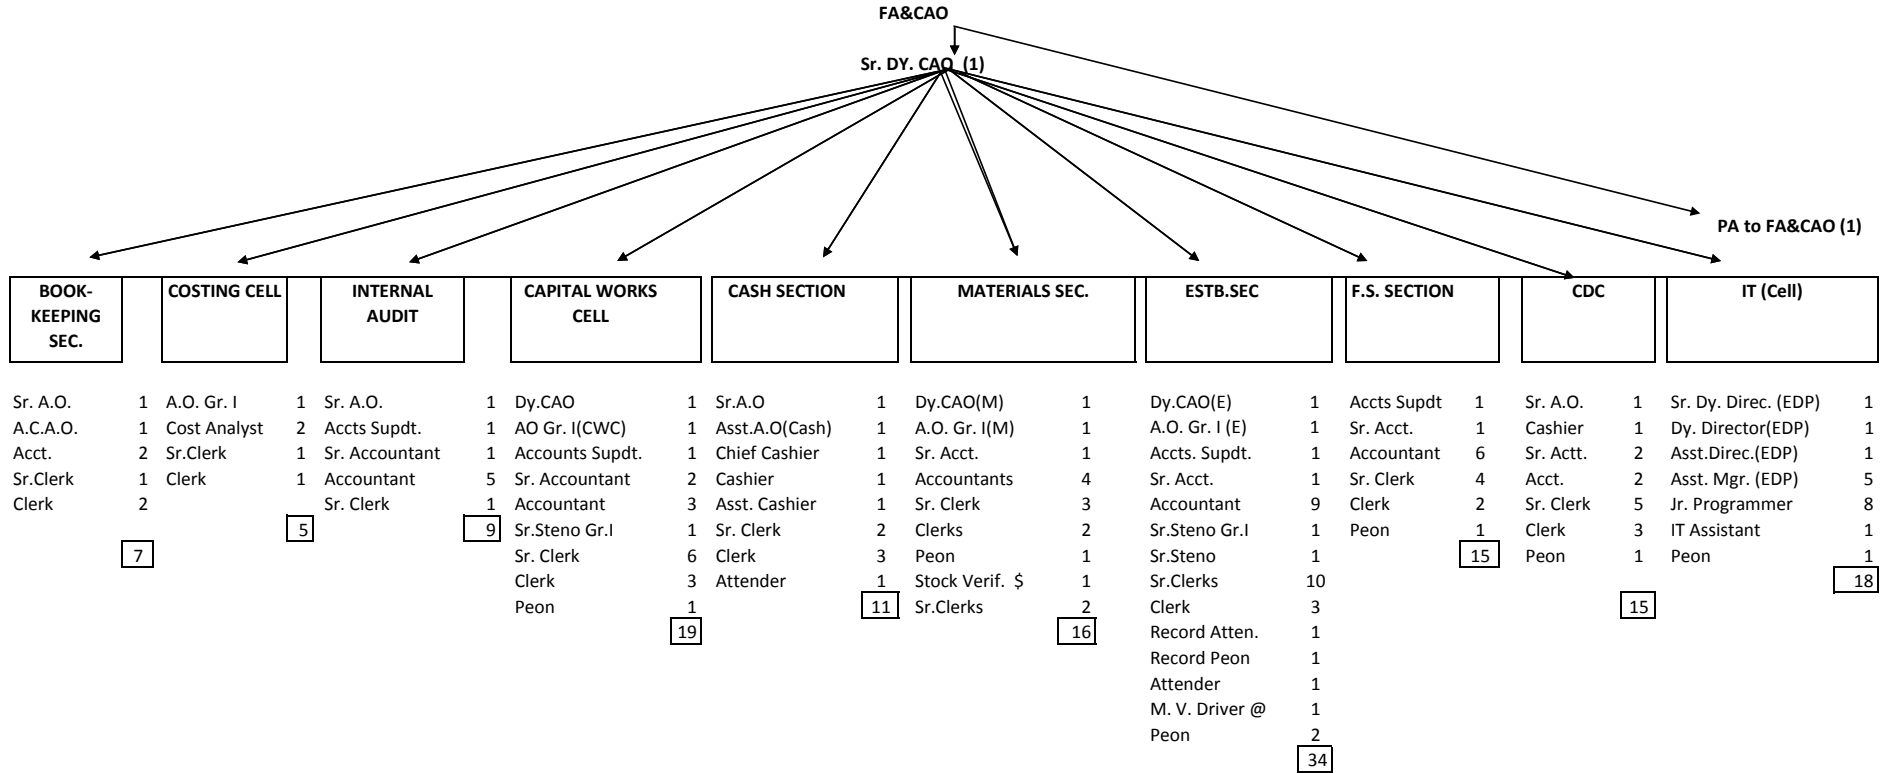 FA&CAO
Sr. DY. CAO (1)
PA to FA&CAO (1)
BOOK-
KEEPING
SEC.
Sr. A.O. 1
A.C.A.O. 1
Acct. 2
Sr.Clerk 1
Clerk 2
7
COSTING CELL
A.O. Gr. I 1
Cost Analyst 2
Sr.Clerk 1
Clerk 1
5
INTERNAL
AUDIT
Sr. A.O. 1
Accts Supdt. 1
Sr. Accountant 1
Accountant 5
Sr. Clerk 1
9
CAPITAL WORKS
CELL
Dy.CAO 1
AO Gr. I(CWC) 1
Accounts Supdt. 1
Sr. Accountant 2
Accountant 3
Sr.Steno Gr.I 1
Sr. Clerk 6
Clerk 3
Peon 1
19
CASH SECTION
Sr.A.O 1
Asst.A.O(Cash) 1
Chief Cashier 1
Cashier 1
Asst. Cashier 1
Sr. Clerk 2
Clerk 3
Attender 1
11
MATERIALS SEC.
Dy.CAO(M) 1
A.O. Gr. I(M) 1
Sr. Acct. 1
Accountants 4
Sr. Clerk 3
Clerks 2
Peon 1
Stock Verif. $ 1
Sr.Clerks 2
16
ESTB.SEC
Dy.CAO(E) 1
A.O. Gr. I (E) 1
Accts. Supdt. 1
Sr. Acct. 1
Accountant 9
Sr.Steno Gr.I 1
Sr.Steno 1
Sr.Clerks 10
Clerk 3
Record Atten. 1
Record Peon 1
Attender 1
M. V. Driver @ 1
Peon 2
34
F.S. SECTION
Accts Supdt 1
Sr. Acct. 1
Accountant 6
Sr. Clerk 4
Clerk 2
Peon 1
15
CDC
Sr. A.O. 1
Cashier 1
Sr. Actt. 2
Acct. 2
Sr. Clerk 5
Clerk 3
Peon 1
15
IT (Cell)
Sr. Dy. Direc. (EDP) 1
Dy. Director(EDP) 1
Asst.Direc.(EDP) 1
Asst. Mgr. (EDP) 5
Jr. Programmer 8
IT Assistant 1
Peon 1
18